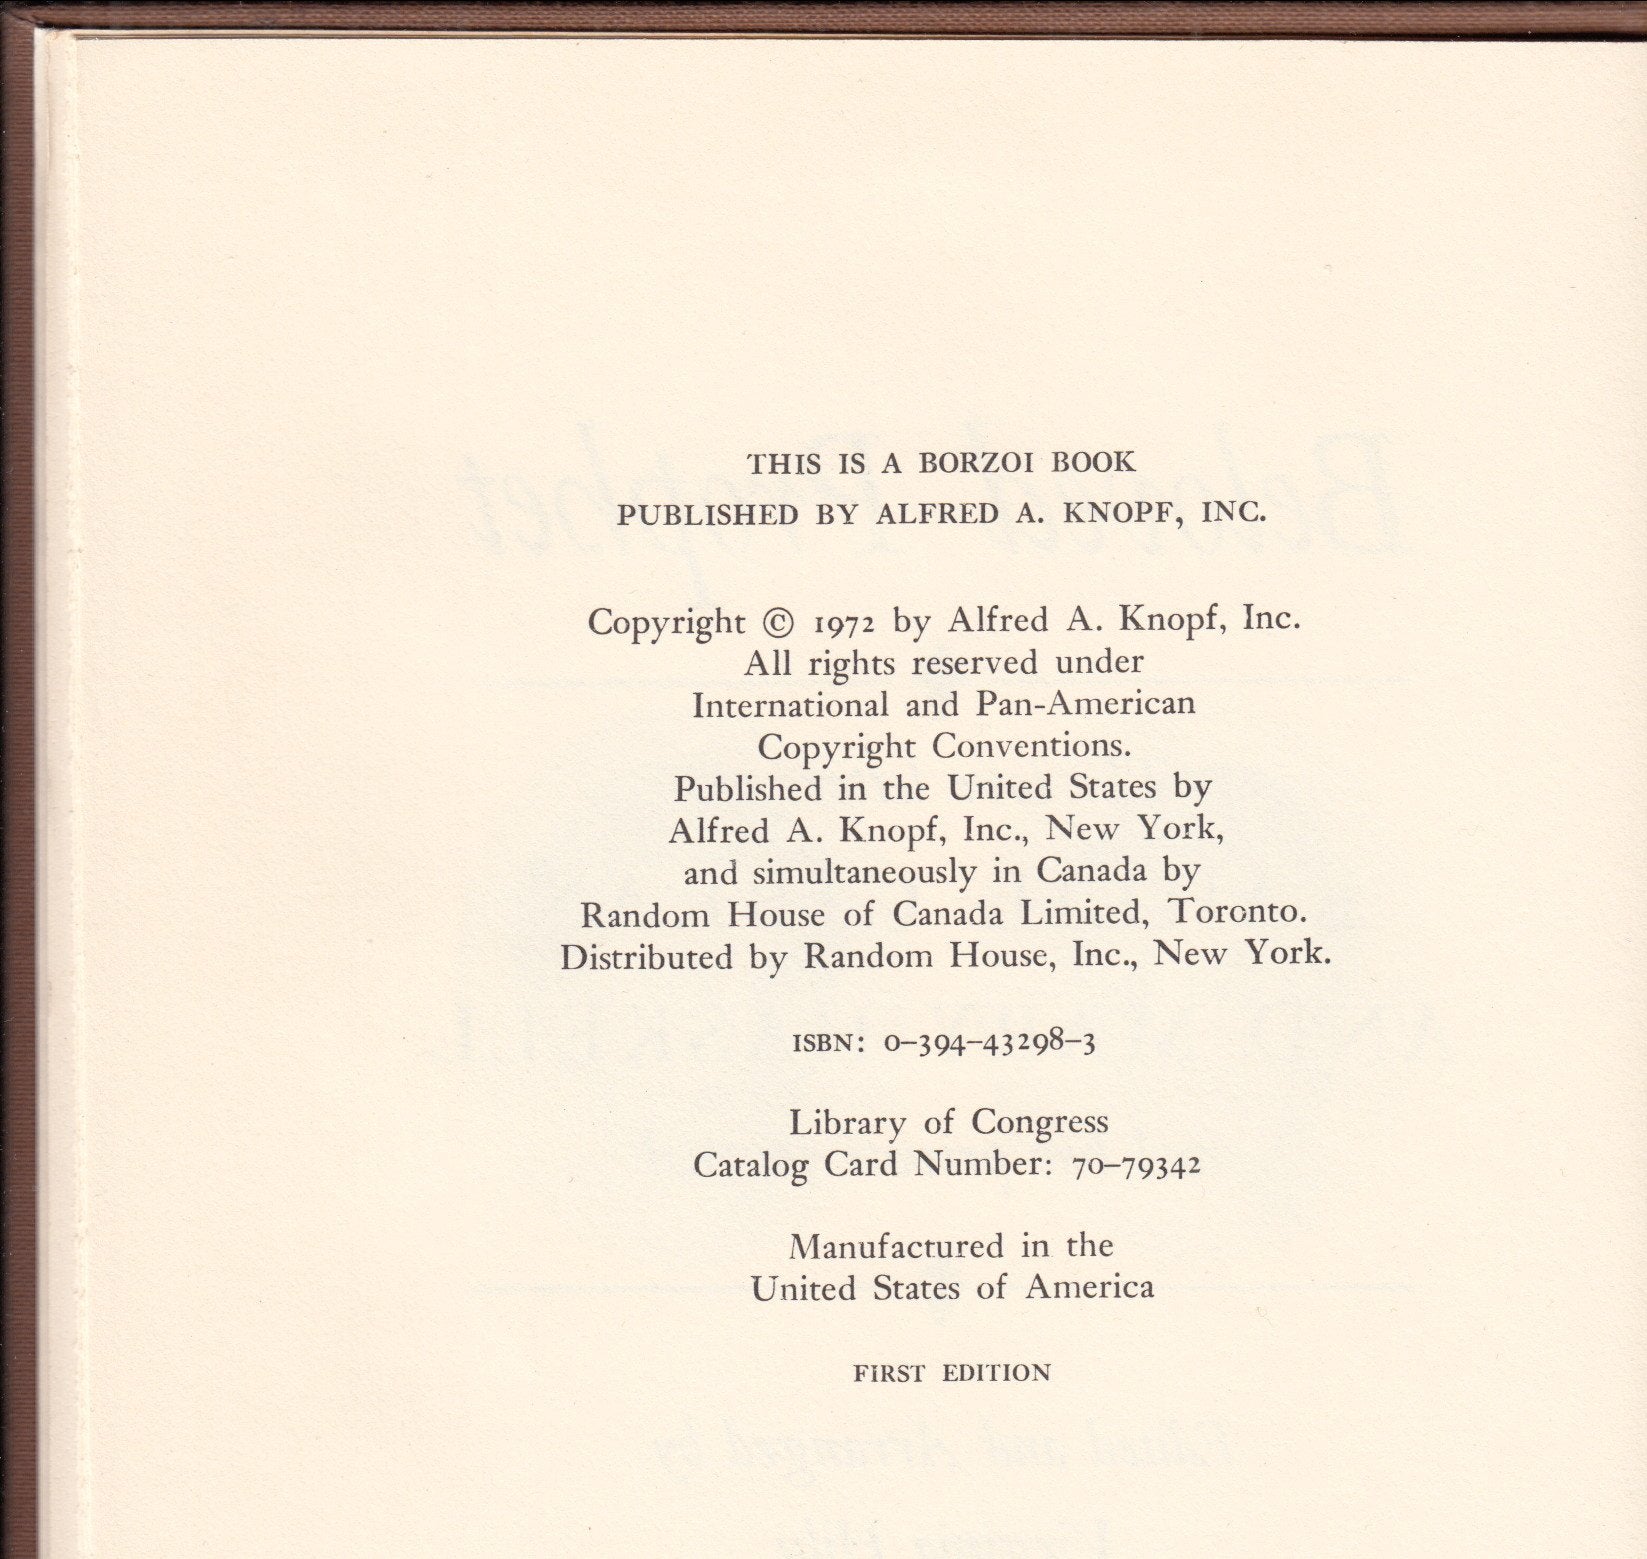 THIS IS A BORZOI BOOK
PUBLISHED BY ALFRED A. KNOPF, INC.
Copyright © 1972 by Alfred A. Knopf, Inc.
All rights reserved under
International and Pan-American
Copyright Conventions.
Published in the United States by
Alfred A. Knopf, Inc., New York,
and simultaneously in Canada by
Random House of Canada Limited, Toronto.
Distributed by Random House, Inc., New York.
ISBN: 0–394–43298–3
Library of Congress
Catalog Card Number: 70–79342
Manufactured in the
United States of America
FIRST EDITION